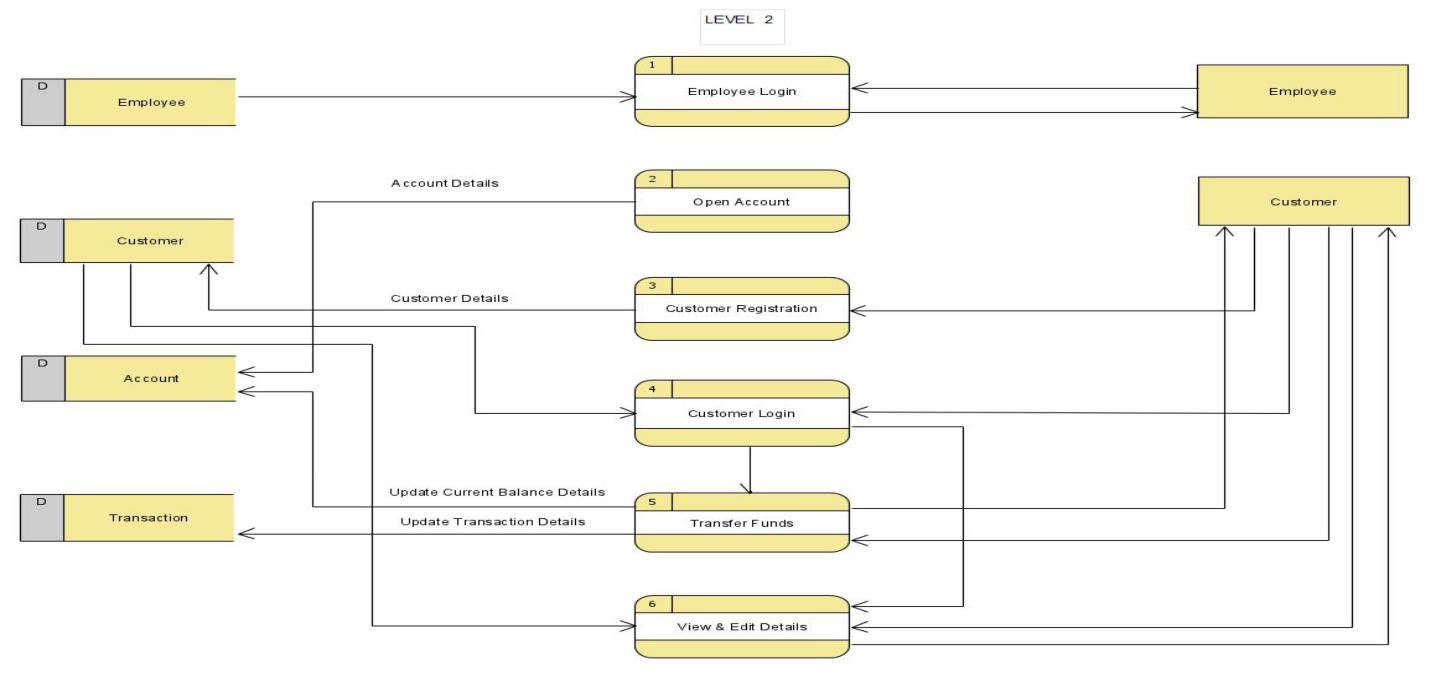 LEVEL 2
1
D
Employee
Employee Login
Employee
2
Account Details
Open Account
Customer
D
Customer
3
Customer Details
Customer Registration
D
Account
4
Customer Login
D
Transaction
Update Current Balance Details
5
Update Transaction Details
Transfer Funds
6
View & Edit Details